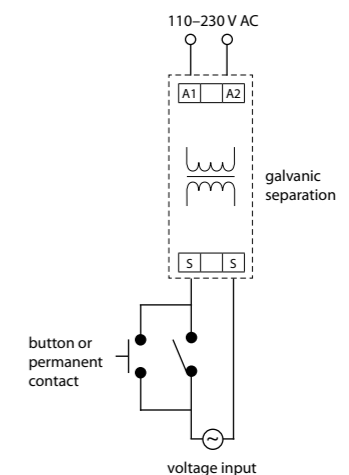 110–230 V AC
A1 A2
galvanic
separation
S S
button or
permanent
contact
~
voltage input